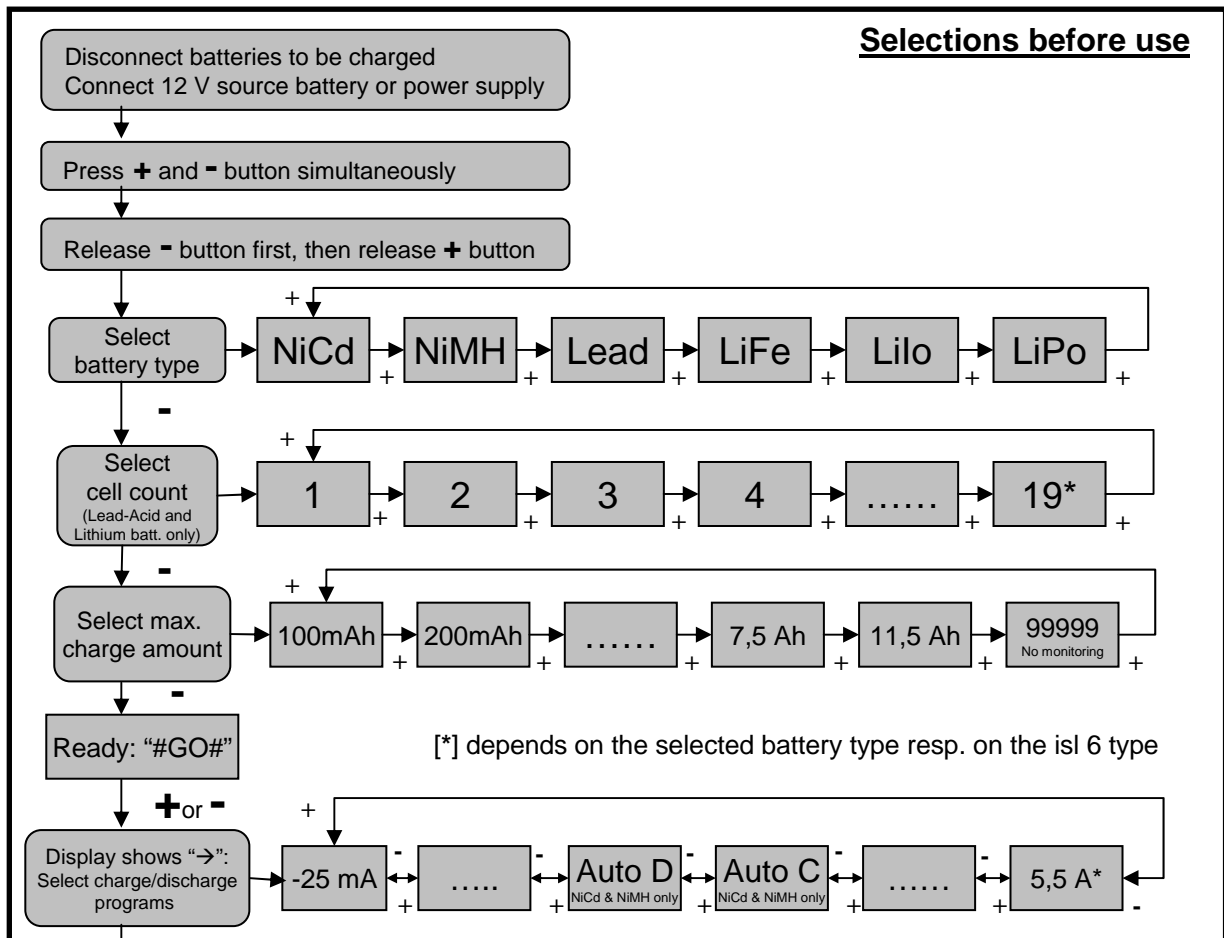 Selections before use
Disconnect batteries to be charged
Connect 12 V source battery or power supply
Press + and - button simultaneously
Release - button first, then release + button
Select
battery type
+
NiCd
+
NiMH
+
Lead
+
LiFe
+
LiIo
+
LiPo
+
-
Select
cell count
(Lead-Acid and
Lithium batt. only)
+
1
+
2
+
3
+
4
+
......
+
19*
+
-
Select max.
charge amount
+
100mAh
+
200mAh
+
......
+
7,5 Ah
+
11,5 Ah
+
99999
No monitoring
+
-
Ready: “#GO#”
[*] depends on the selected battery type resp. on the isl 6 type
+ or -
Display shows “→”:
Select charge/discharge
programs
+
-25 mA
-
+
.....
-
+
Auto D
NiCd & NiMH only
-
+
Auto C
NiCd & NiMH only
-
+
......
-
+
5,5 A*
-